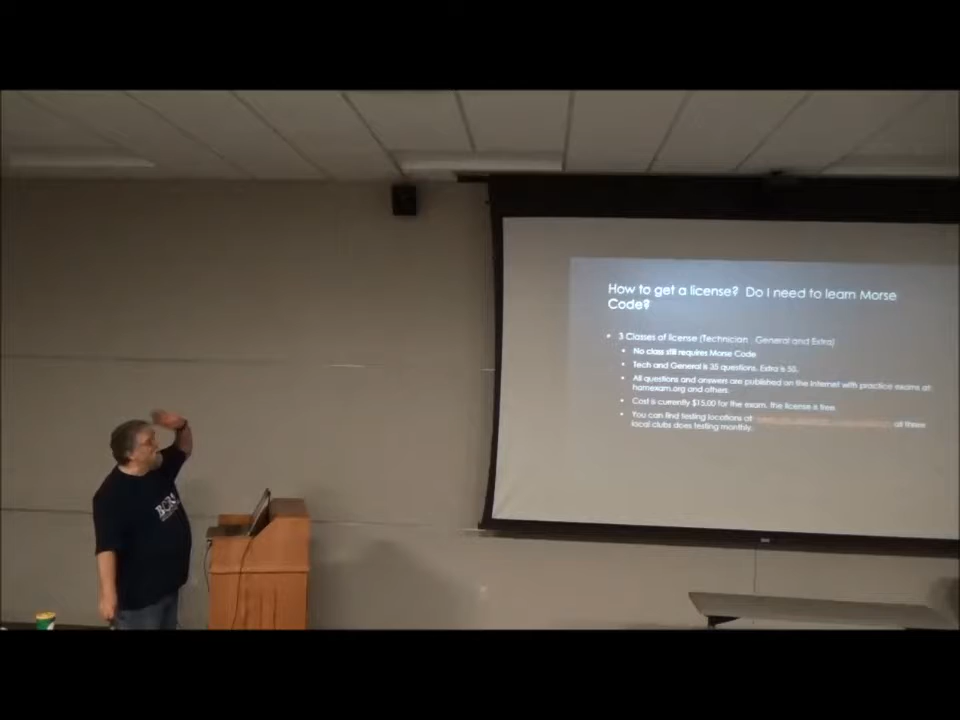 How to get a license? Do I need to learn Morse
Code?
• 3 Classes of license (Technician , General and Extra)
• No class still requires Morse Code
• Tech and General is 35 questions. Extra is 50.
• All questions and answers are published on the internet with practice exams at
hamexam.org and others.
• Cost is currently $15.00 for the exam, the license is free
• You can find testing locations at all three
local clubs does testing monthly.